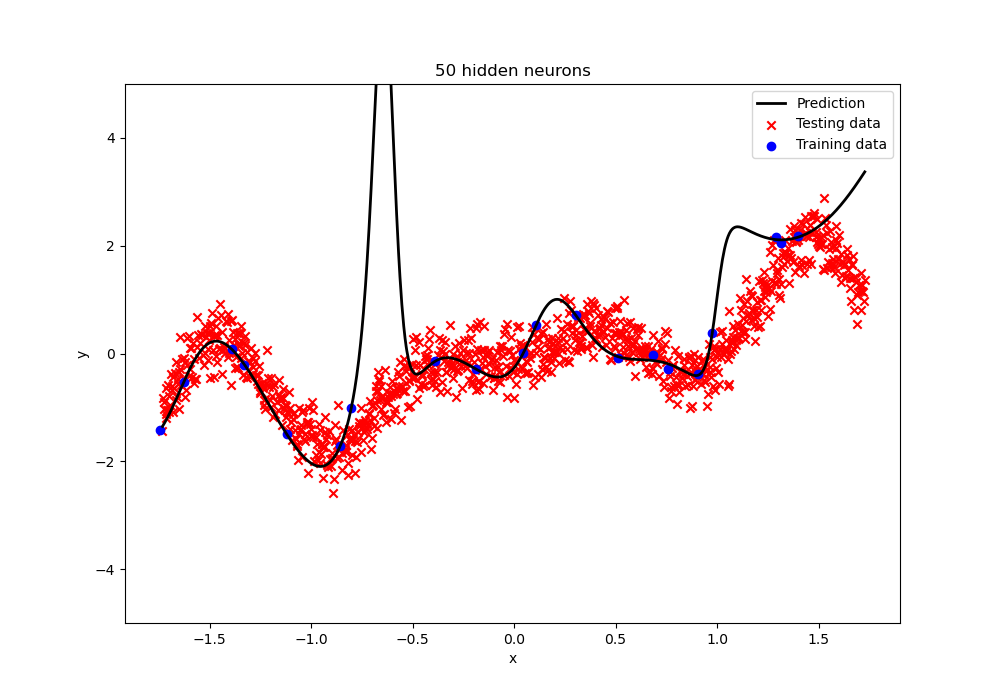 50 hidden neurons
Prediction
Testing data
Training data
4
2
0
−2
−4
y
−1.5 −1.0 −0.5 0.0 0.5 1.0 1.5
x